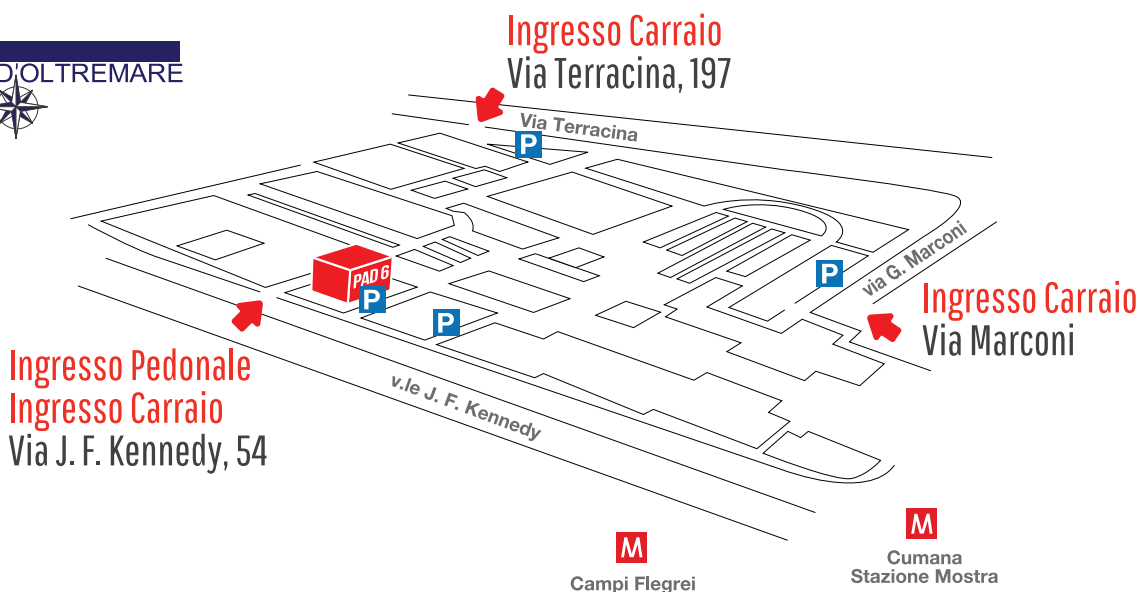 Ingresso Carraio
Via Terracina, 197
D'OLTREMARE
Via Terracina
P
via G. Marconi
P
PAD 6
P
P
Ingresso Carraio
Via Marconi
Ingresso Pedonale
Ingresso Carraio
Via J. F. Kennedy, 54
v.le J. F. Kennedy
M
Campi Flegrei
M
Cumana
Stazione Mostra